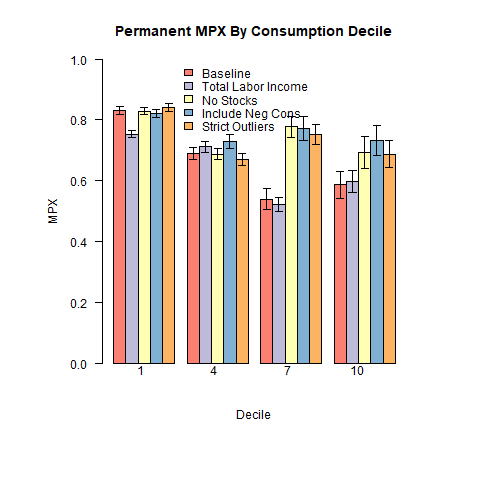 Permanent MPX By Consumption Decile
1.0
0.8
0.6
0.4
0.2
0.0
MPX
Baseline
Total Labor Income
No Stocks
Include Neg Cons
Strict Outliers
1 4 7 10
Decile